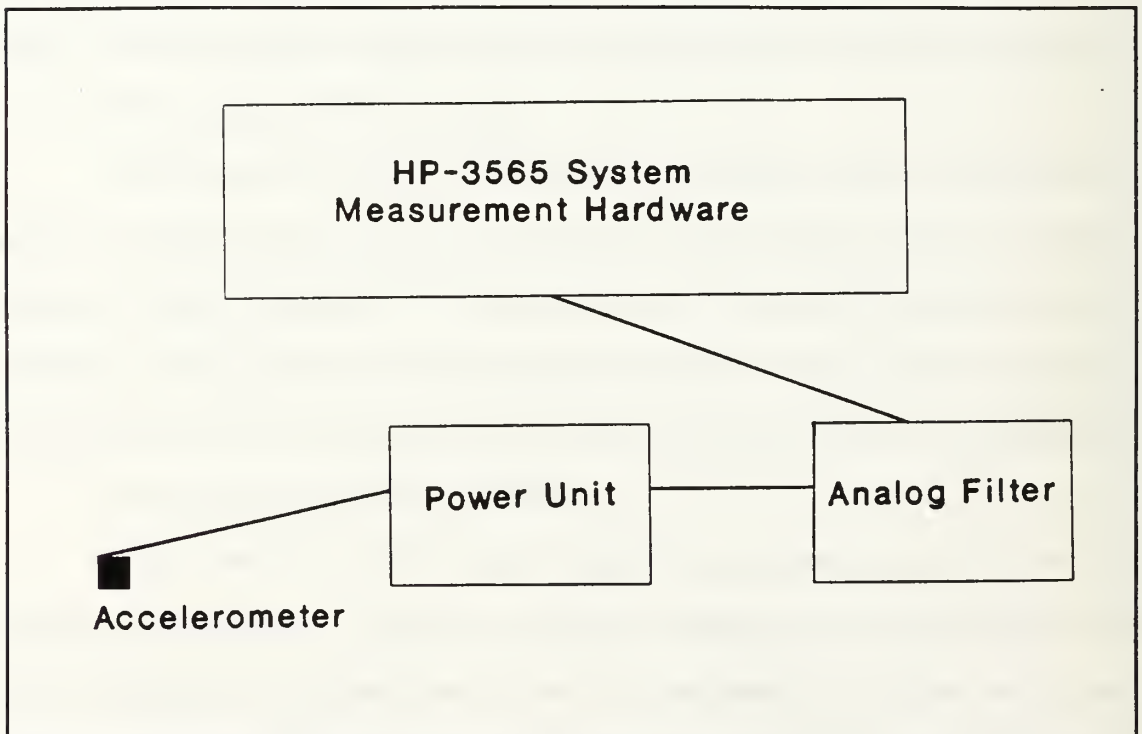 HP-3565 System
Measurement Hardware
Power Unit
Analog Filter
Accelerometer